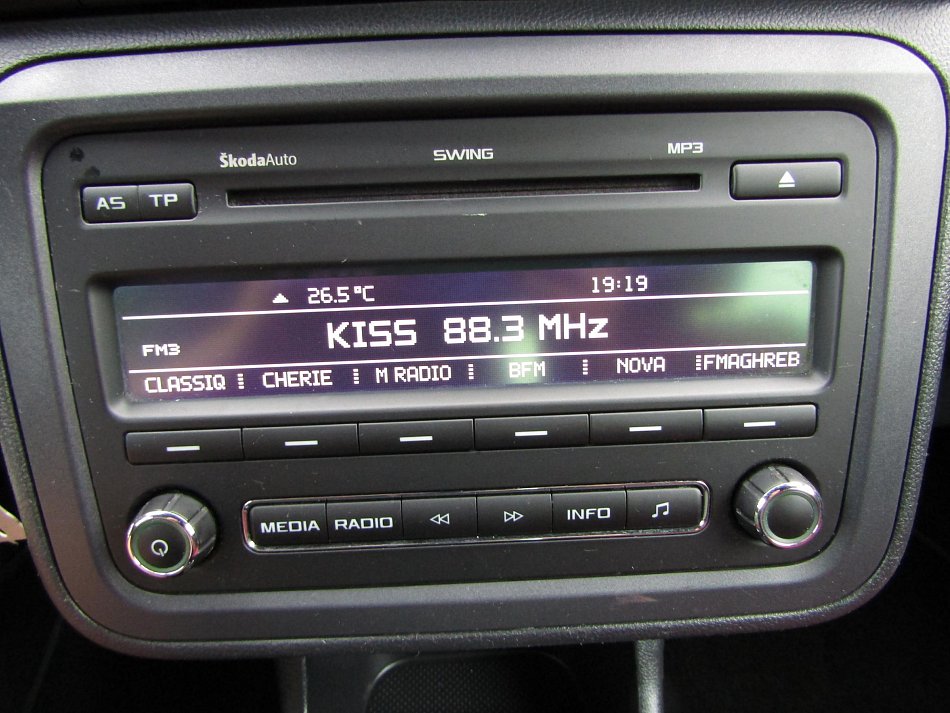 ŠkodaAuto SWING MP3
AS TP
26.5°C 19:19
KISS 88.3 MHz
FM3
CLASSIQ CHERIE M RADIO BFM NOVA FMAGHREB
MEDIA RADIO INFO